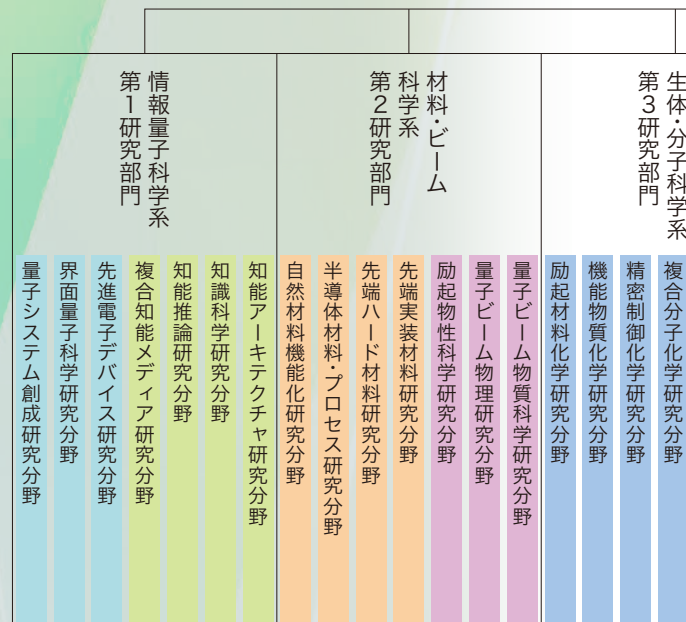 第1研究部門
情報量子科学系
量子システム創成研究分野
界面量子科学研究分野
先進電子デバイス研究分野
複合知能メディア研究分野
知能推論研究分野
知識科学研究分野
知能アーキテクチャ研究分野
第2研究部門
科学系
材料・ビーム
自然材料機能化研究分野
半導体材料・プロセス研究分野
先端ハード材料研究分野
先端実装材料研究分野
励起物性科学研究分野
量子ビーム物理研究分野
量子ビーム物質科学研究分野
第3研究部門
生体・分子科学系
励起材料化学研究分野
機能物質化学研究分野
精密制御化学研究分野
複合分子化学研究分野